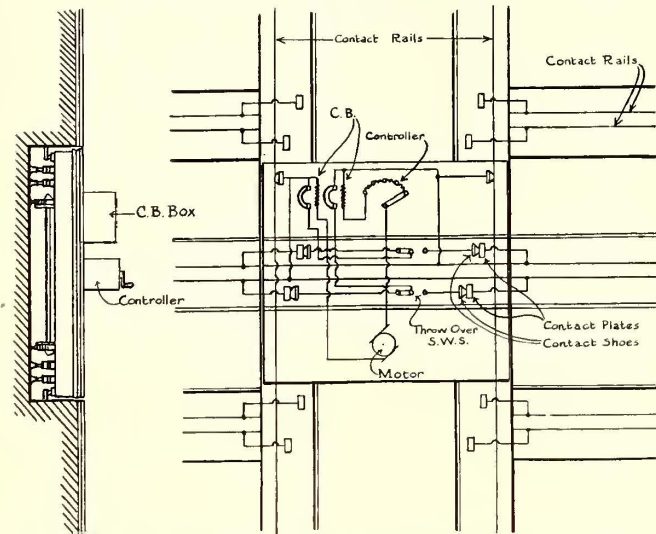 Contact Rails
Contact Rails
C.B.
Controller
C.B. Box
Controller
Throw Over
S.W.S.
Contact Plates
Contact Shoes
Motor